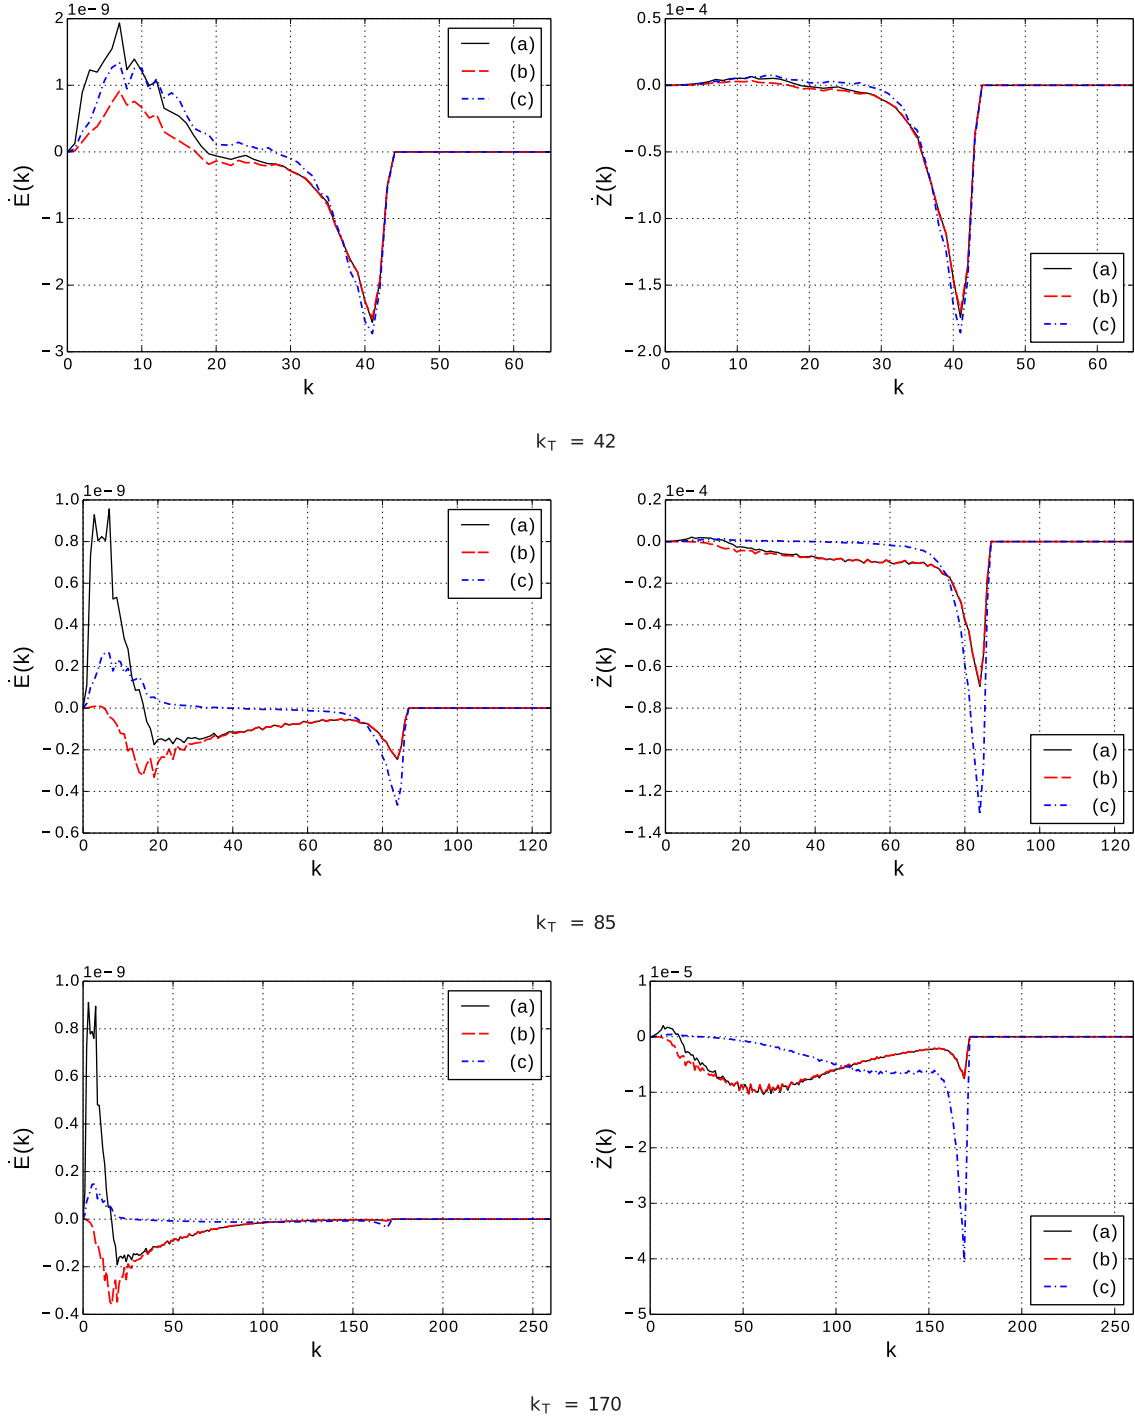 1e−9
2
1
0
−1
−2
−3
Ė(k)
0 10 20 30 40 50 60
k
(a)
(b)
(c)
1e−4
0.5
0.0
−0.5
−1.0
−1.5
−2.0
Ż(k)
0 10 20 30 40 50 60
k
(a)
(b)
(c)
k_T = 42
1e−9
1.0
0.8
0.6
0.4
0.2
0.0
−0.2
−0.4
−0.6
Ė(k)
0 20 40 60 80 100 120
k
(a)
(b)
(c)
1e−4
0.2
0.0
−0.2
−0.4
−0.6
−0.8
−1.0
−1.2
−1.4
Ż(k)
0 20 40 60 80 100 120
k
(a)
(b)
(c)
k_T = 85
1e−9
1.0
0.8
0.6
0.4
0.2
0.0
−0.2
−0.4
Ė(k)
0 50 100 150 200 250
k
(a)
(b)
(c)
1e−5
1
0
−1
−2
−3
−4
−5
Ż(k)
0 50 100 150 200 250
k
(a)
(b)
(c)
k_T = 170